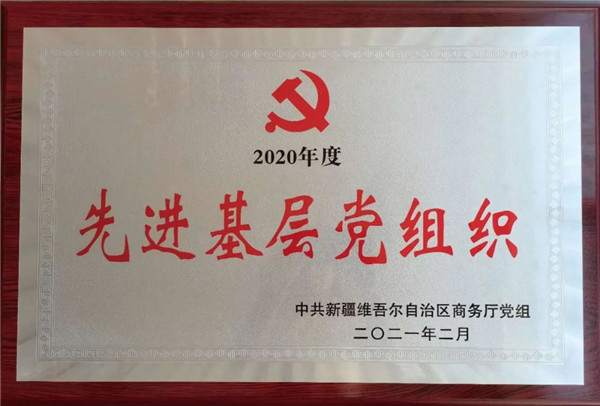 2020年度
先进基层党组织
中共新疆维吾尔自治区商务厅党组
二〇二一年二月